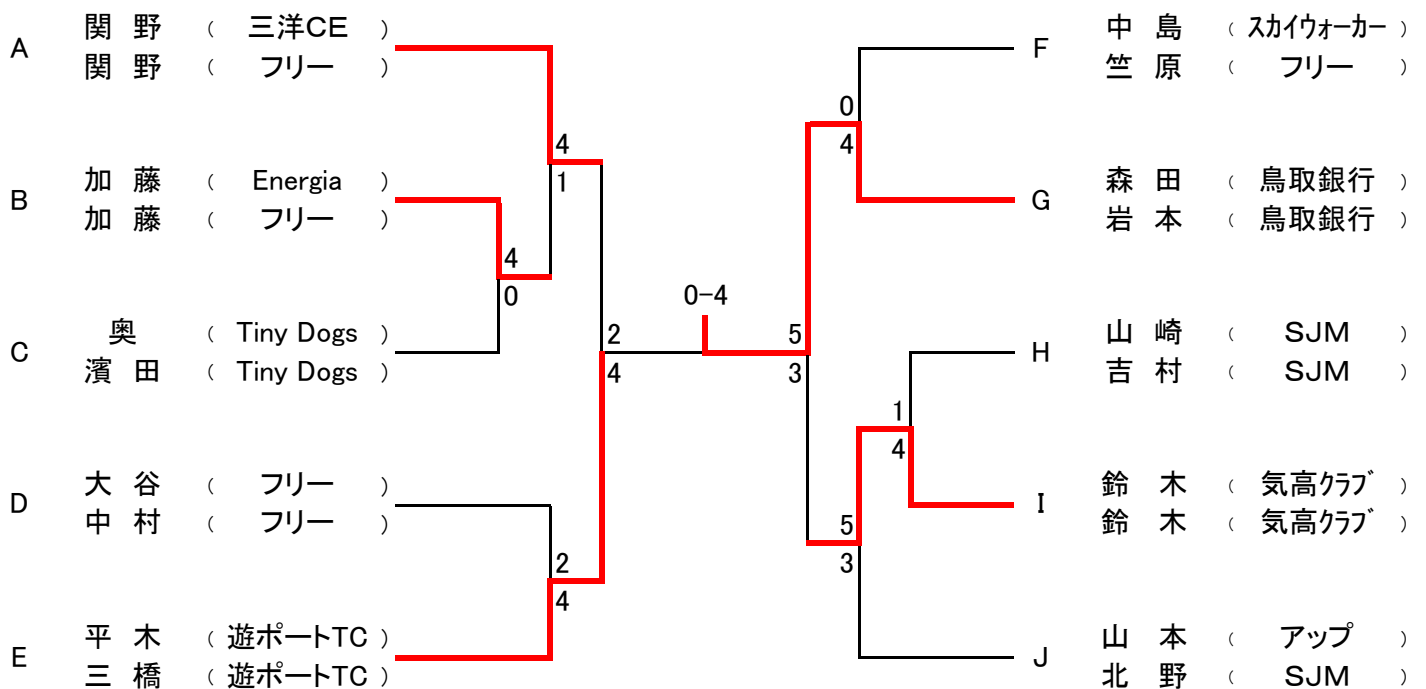 A 関野 ( 三洋CE )
関野 ( フリー )
B 加藤 ( Energia )
加藤 ( フリー )
C 奥 ( Tiny Dogs )
濱田 ( Tiny Dogs )
D 大谷 ( フリー )
中村 ( フリー )
E 平木 ( 遊ポートTC )
三橋 ( 遊ポートTC )
4
1
4
0
2
4
2
4
0-4
0
4
5
3
1
4
5
3
F 中島 ( スカイウォーカー )
竺原 ( フリー )
G 森田 ( 鳥取銀行 )
岩本 ( 鳥取銀行 )
H 山崎 ( SJM )
吉村 ( SJM )
I 鈴木 ( 気高クラブ )
鈴木 ( 気高クラブ )
J 山本 ( アップ )
北野 ( SJM )